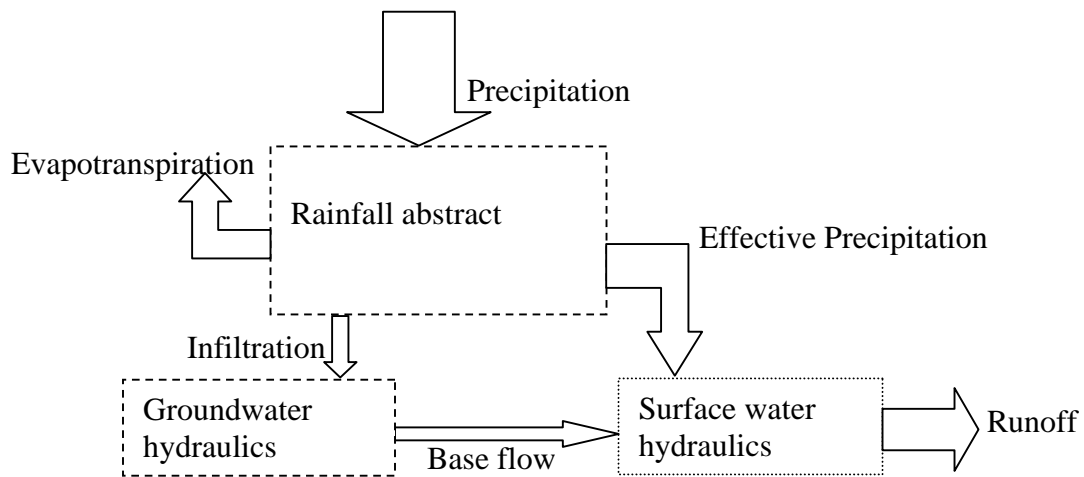 Precipitation
Evapotranspiration
Rainfall abstract
Effective Precipitation
Infiltration
Groundwater
hydraulics
Base flow
Surface water
hydraulics
Runoff